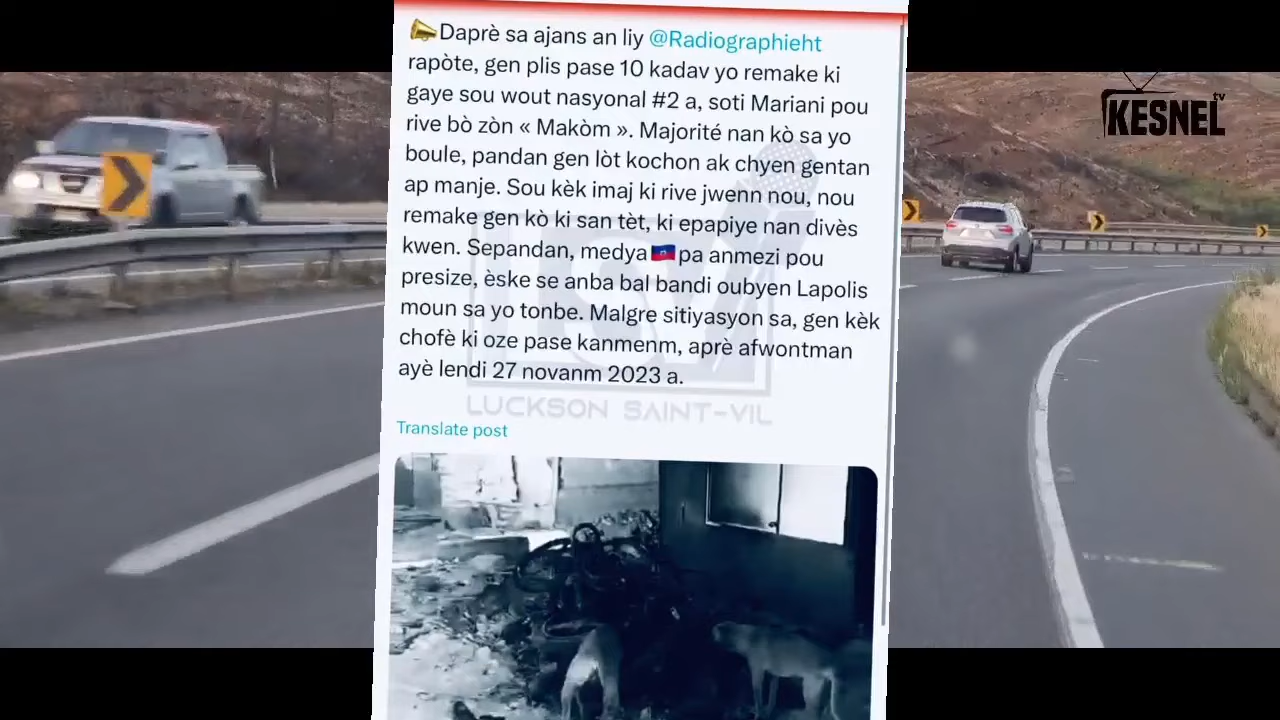 Daprè sa ajans an liy @Radiographieht
rapòte, gen plis pase 10 kadav yo remake ki
gaye sou wout nasyonal #2 a, soti Mariani pou
rive bò zòn « Makòm ». Majorité nan kò sa yo
boule, pandan gen lòt kochon ak chyen gentan
ap manje. Sou kèk imaj ki rive jwenn nou, nou
remake gen kò ki san tèt, ki epapiye nan divès
kwen. Sepandan, medya 🇭🇹 pa anmezi pou
presize, èske se anba bal bandi oubyen Lapolis
moun sa yo tonbe. Malgre sitiyasyon sa, gen kèk
chofè ki oze pase kanmenm, aprè afwontman
ayè lendi 27 novanm 2023 a.
LUCKSON SAINT-VIL
Translate post
KESNEL tv